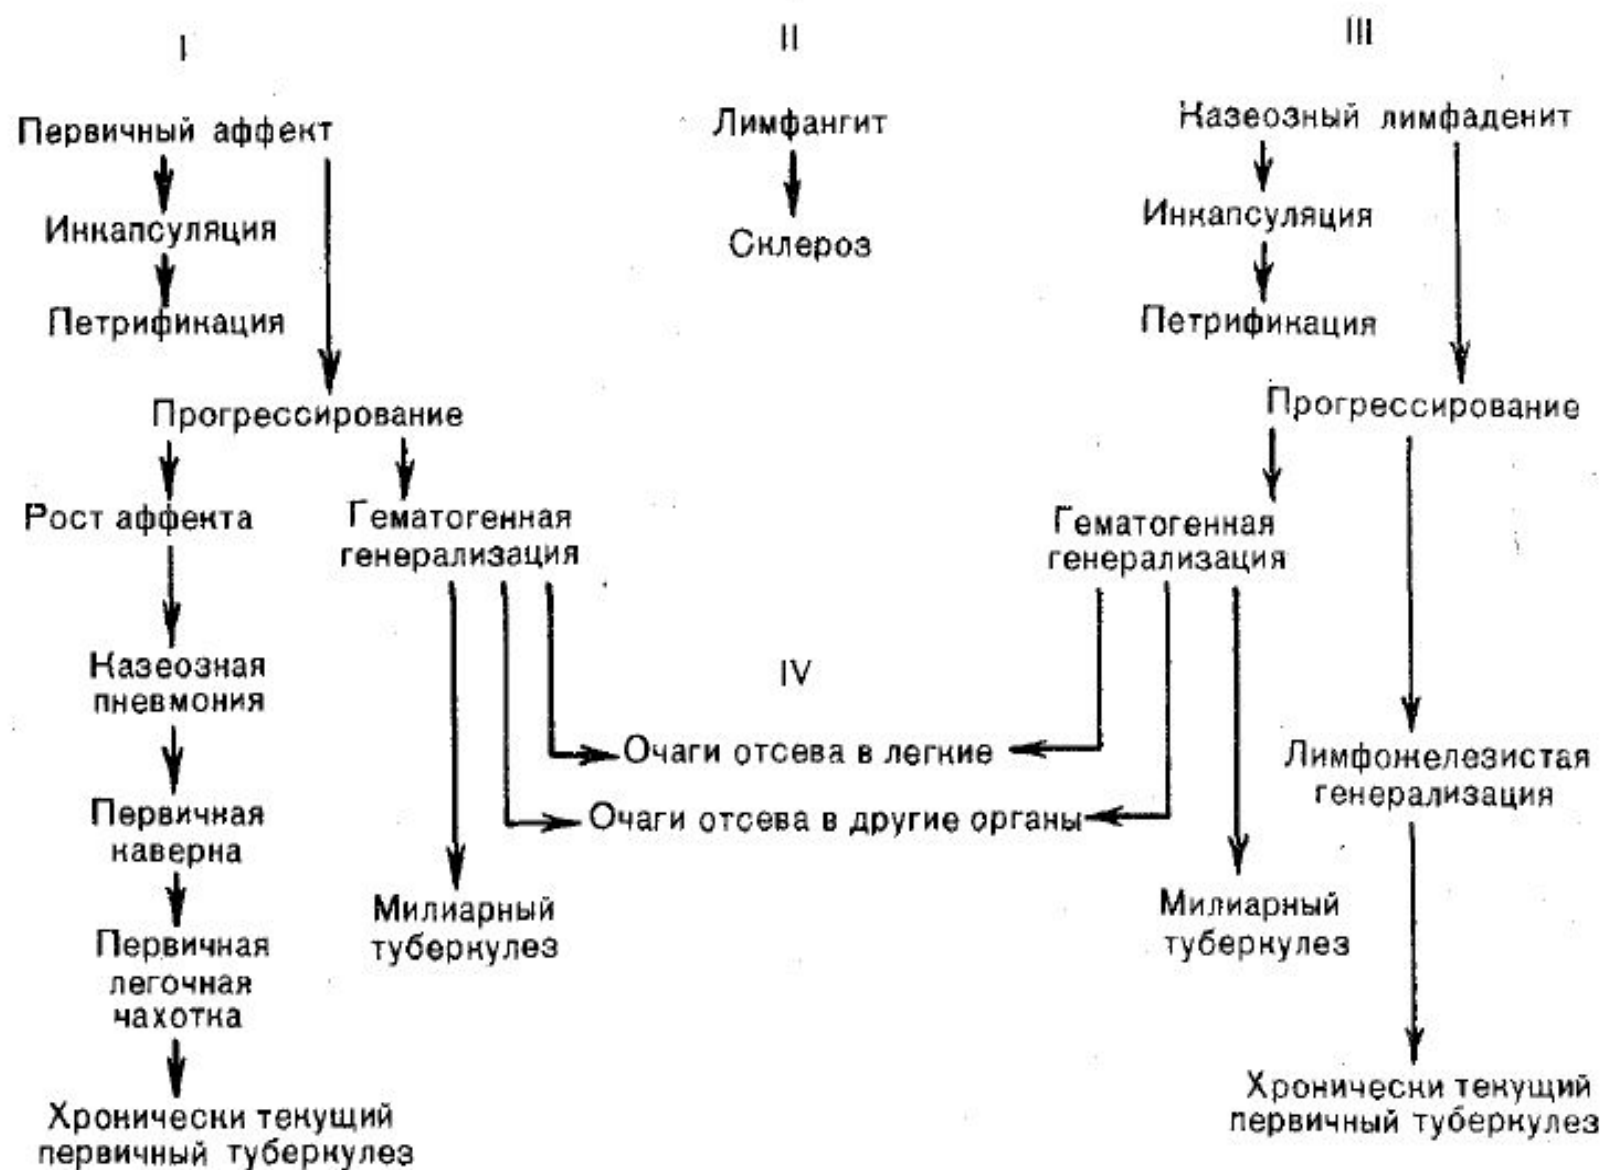 I
Первичный аффект
Инкапсуляция
Петрификация
Прогрессирование
Рост аффекта
Казеозная
пневмония
Первичная
каверна
Первичная
легочная
чахотка
Хронически текущий
первичный туберкулез
Гематогенная
генерализация
Милиарный
туберкулез
II
Лимфангит
Склероз
IV
Очаги отсева в легкие
Очаги отсева в другие органы
III
Казеозный лимфаденит
Инкапсуляция
Петрификация
Прогрессирование
Гематогенная
генерализация
Милиарный
туберкулез
Лимфожелезистая
генерализация
Хронически текущий
первичный туберкулез